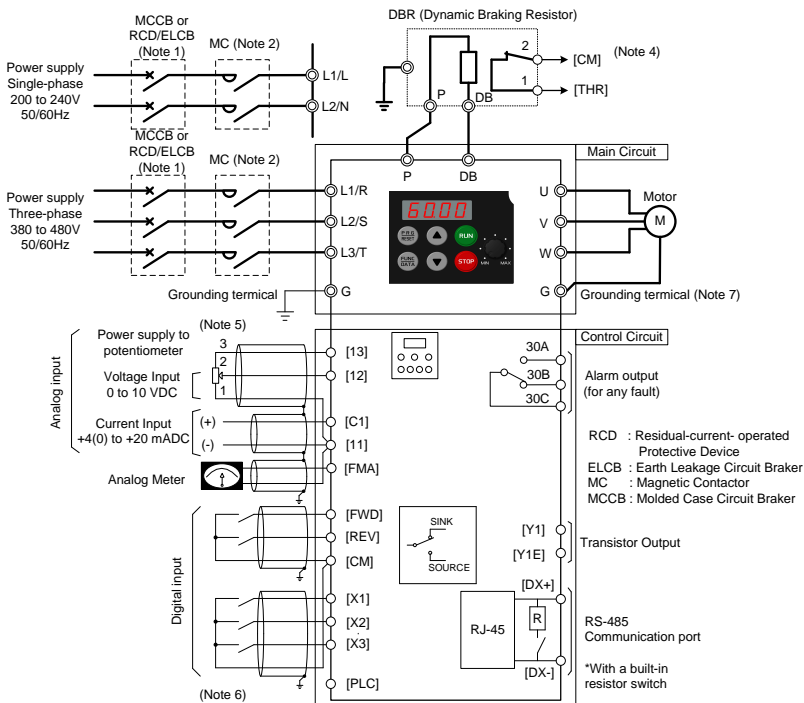 MCCB or
RCD/ELCB
(Note 1)
MC (Note 2)
DBR (Dynamic Braking Resistor)
Power supply
Single-phase
200 to 240V
50/60Hz
L1/L
L2/N
2
[CM]
(Note 4)
1
[THR]
P
DB
MCCB or
RCD/ELCB
(Note 1)
MC (Note 2)
P
DB
Main Circuit
Power supply
Three-phase
380 to 480V
50/60Hz
L1/R
L2/S
L3/T
60.00
PRG
RESET
RUN
FUNC
DATA
STOP
MIN
MAX
U
V
W
Motor
M
Grounding termical
G
G
Grounding termical (Note 7)
Control Circuit
Analog input
Power supply to
potentiometer
(Note 5)
3
2
1
Voltage Input
0 to 10 VDC
[13]
[12]
Current Input
+4(0) to +20 mADC
(+)
(-)
[C1]
[11]
Analog Meter
[FMA]
30A
30B
30C
Alarm output
(for any fault)
RCD : Residual-current- operated
Protective Device
ELCB : Earth Leakage Circuit Braker
MC : Magnetic Contactor
MCCB : Molded Case Circuit Braker
Digital input
[FWD]
[REV]
[CM]
[X1]
[X2]
[X3]
[PLC]
(Note 6)
SINK
SOURCE
[Y1]
[Y1E]
Transistor Output
[DX+]
RJ-45
R
[DX-]
RS-485
Communication port
*With a built-in
resistor switch